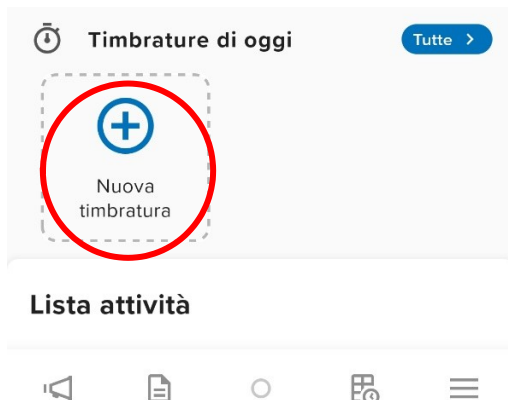 Timbrature di oggi
Tutte >
Nuova
timbratura
Lista attività